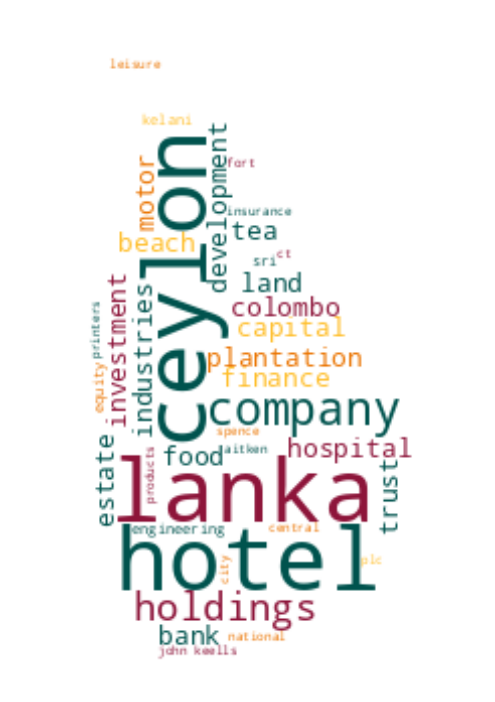 leisure
kelani
ceylon
development
motor
fort
insurance
beach
tea
sri
ct
land
investment
industries
colombo
printers
capital
plantation
equity
finance
company
spence
hospital
food
aitken
estate
products
lanka
trust
engineering
central
hotel
city
plc
holdings
bank
national
john keells